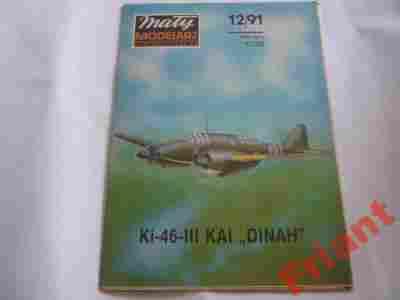 mały
MODELARZ
12/91
Ki-46-III KAI „DINAH"
Friant